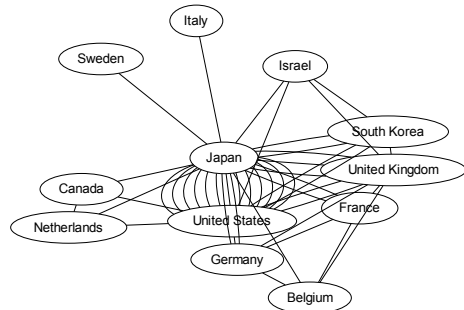 Italy
Sweden
Israel
South Korea
Japan
United Kingdom
Canada
France
United States
Netherlands
Germany
Belgium